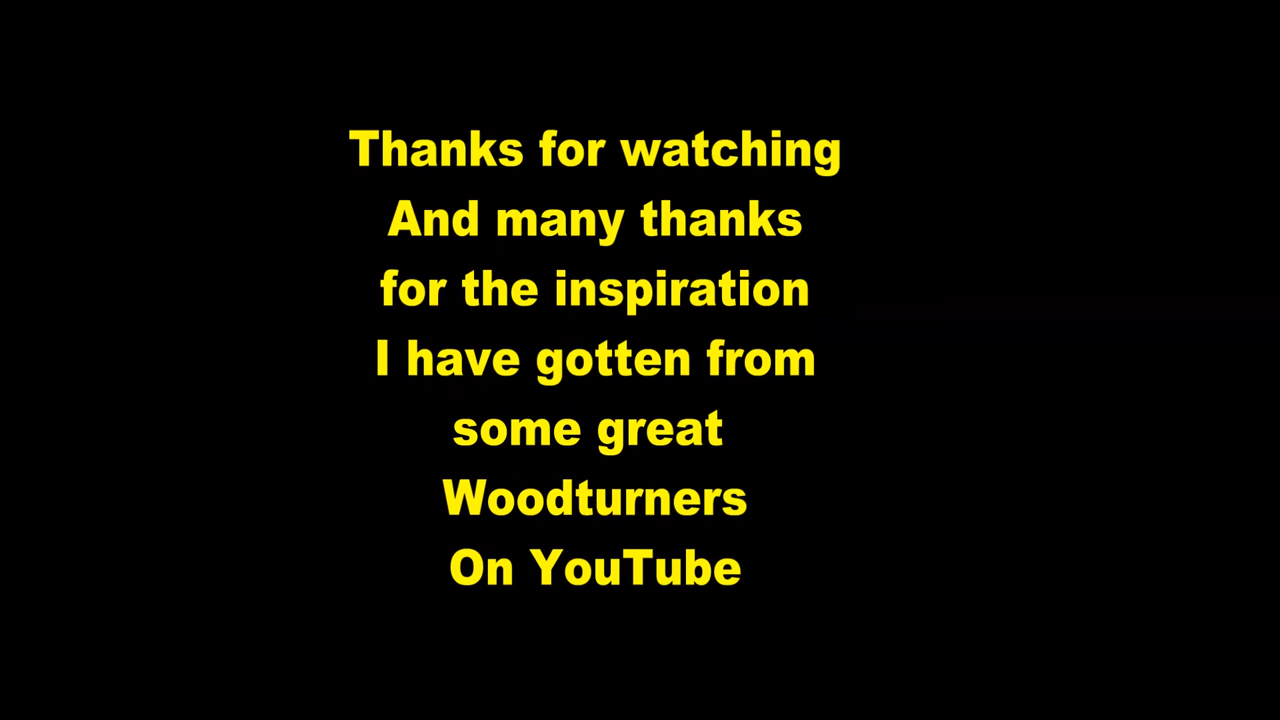 Thanks for watching
And many thanks
for the inspiration
I have gotten from
some great
Woodturners
On YouTube